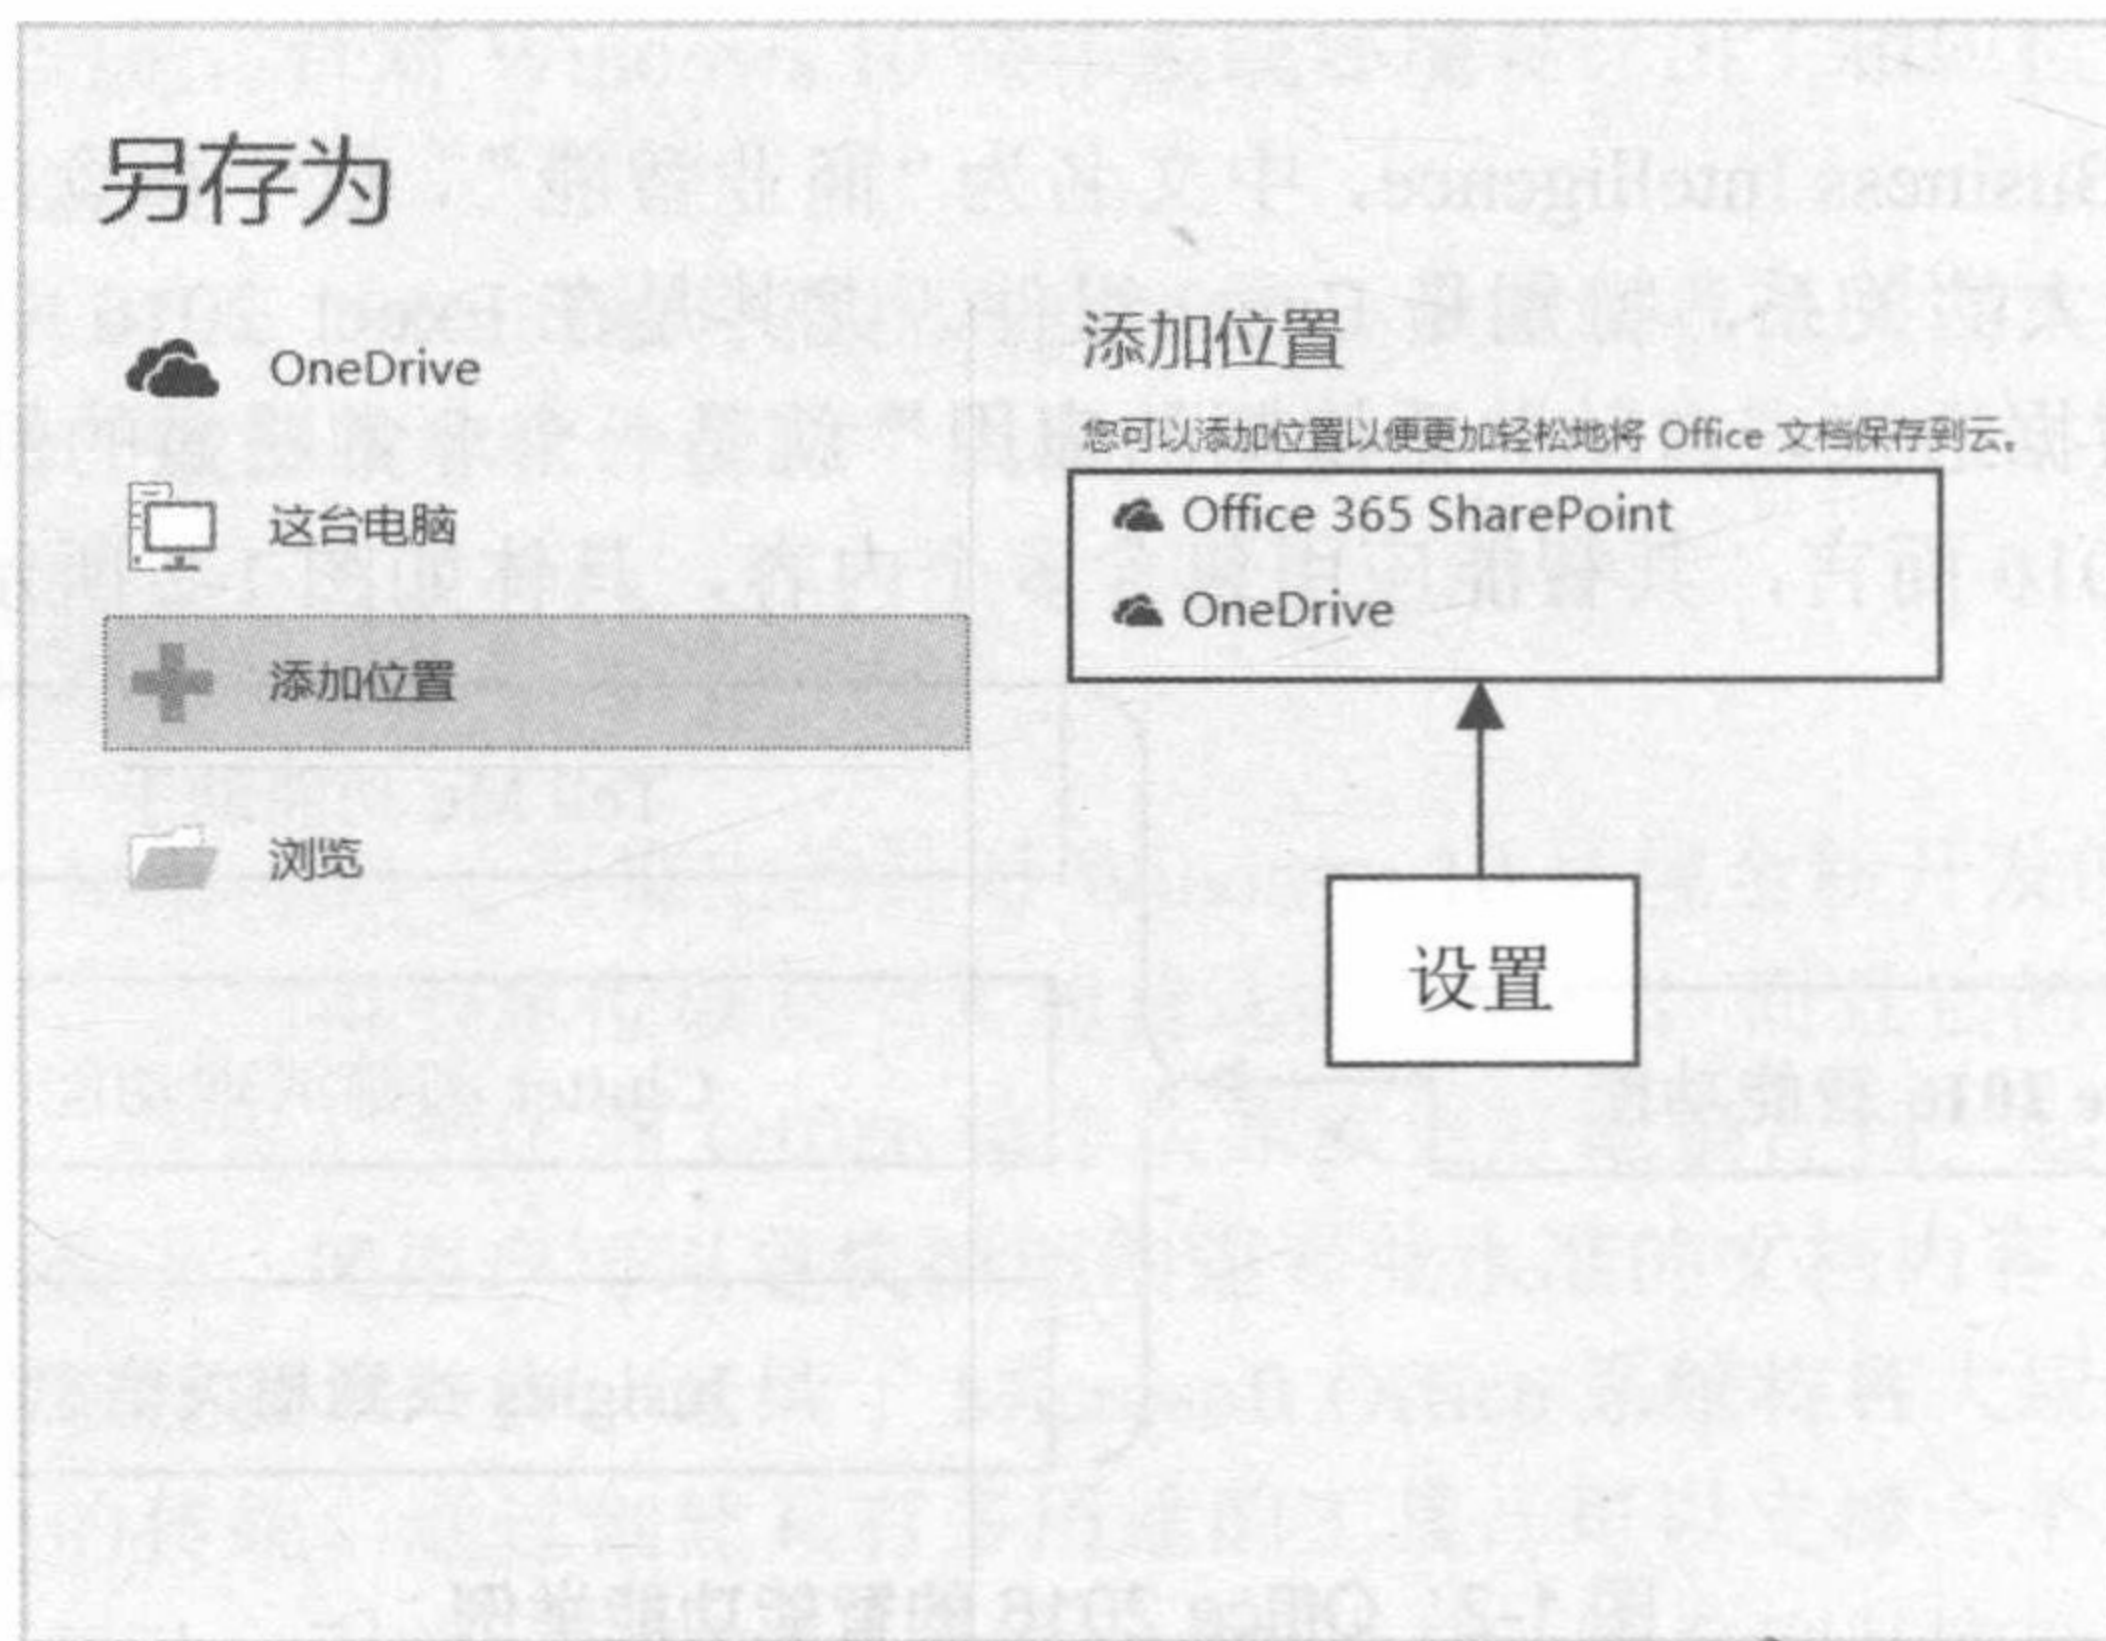 另存为
OneDrive
这台电脑
添加位置
浏览
添加位置
您可以添加位置以便更加轻松地将 Office 文档保存到云。
Office 365 SharePoint
OneDrive
设置